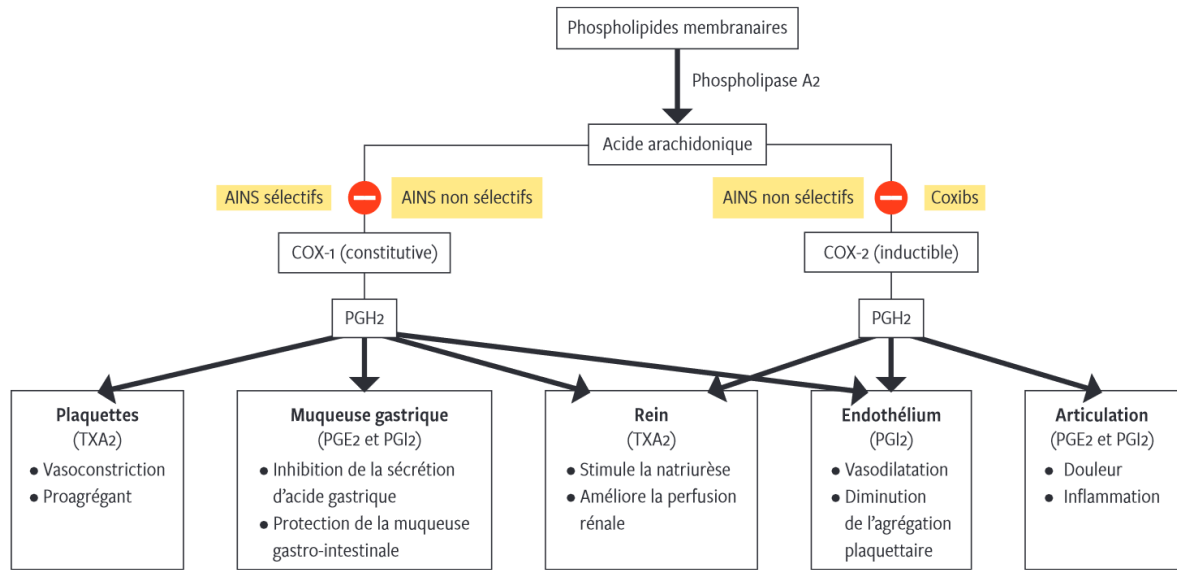 Phospholipides membranaires
Phospholipase A2
Acide arachidonique
AINS sélectifs
AINS non sélectifs
AINS non sélectifs
Coxibs
COX-1 (constitutive)
COX-2 (inductible)
PGH2
PGH2
Plaquettes
(TXA2)
● Vasoconstriction
● Proagrégant
Muqueuse gastrique
(PGE2 et PGI2)
● Inhibition de la sécrétion
d'acide gastrique
● Protection de la muqueuse
gastro-intestinale
Rein
(TXA2)
● Stimule la natriurèse
● Améliore la perfusion
rénale
Endothélium
(PGI2)
● Vasodilatation
● Diminution
de l'agrégation
plaquettaire
Articulation
(PGE2 et PGI2)
● Douleur
● Inflammation